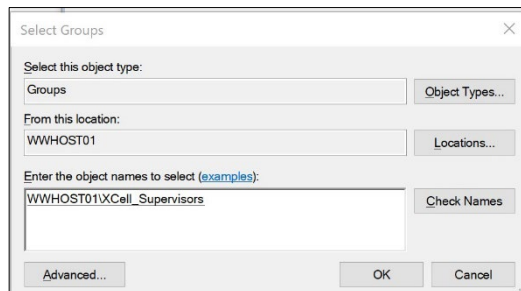 Select Groups
Select this object type:
Groups
Object Types...
From this location:
WWHOST01
Locations...
Enter the object names to select (examples):
WWHOST01\XCell_Supervisors
Check Names
Advanced...
OK
Cancel